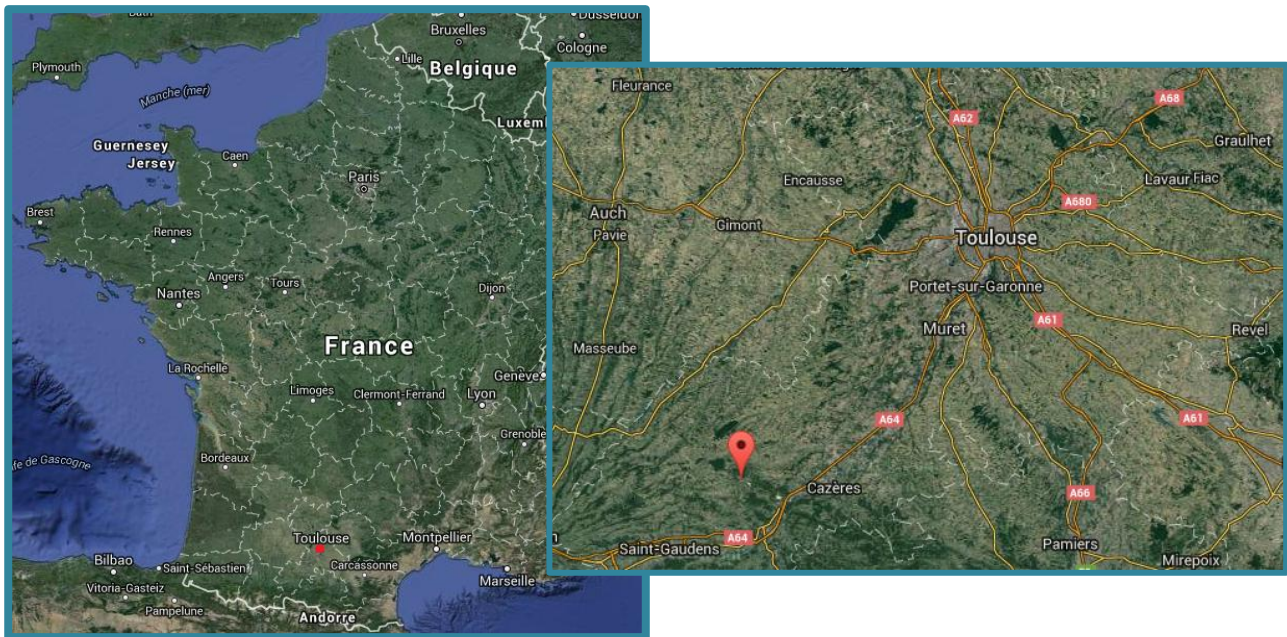 Bruxelles
Cologne
Plymouth
Lille
Belgique
Manche (mer)
Guernesey
Jersey
Caen
Paris
Brest
Rennes
Angers
Tours
Nantes
Dijon
France
La Rochelle
Genève
Limoges
Clermont-Ferrand
Lyon
Grenoble
Bordeaux
de Gascogne
Toulouse
Montpellier
Bilbao
Saint-Sébastien
Carcassonne
Marseille
Vitoria-Gasteiz
Pampelune
Andorre
Fleurance
A68
A62
Graulhet
Encausse
Lavaur
Fiac
A680
Auch
Pavie
Gimont
Toulouse
Portet-sur-Garonne
Muret
A61
Revel
Masseube
A64
A61
Cazères
A66
A64
Saint-Gaudens
Pamiers
Mirepoix